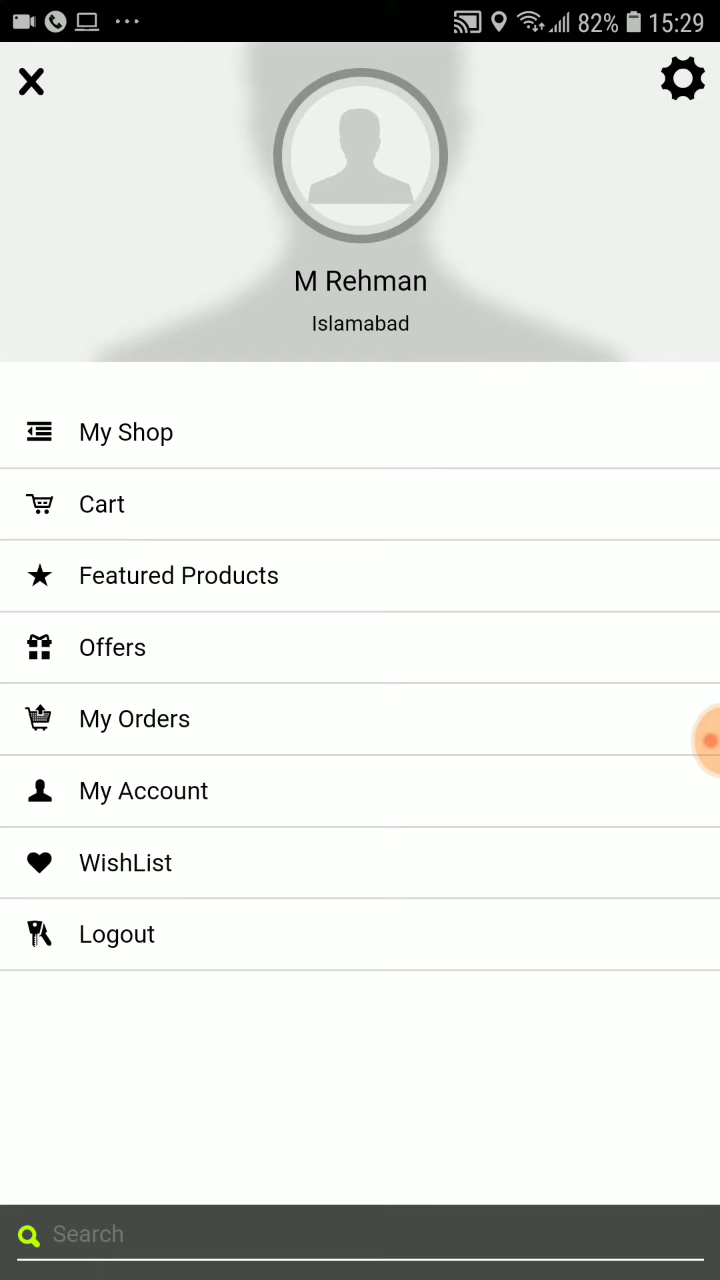 82% 15:29
M Rehman
Islamabad
My Shop
Cart
Featured Products
Offers
My Orders
My Account
WishList
Logout
Search